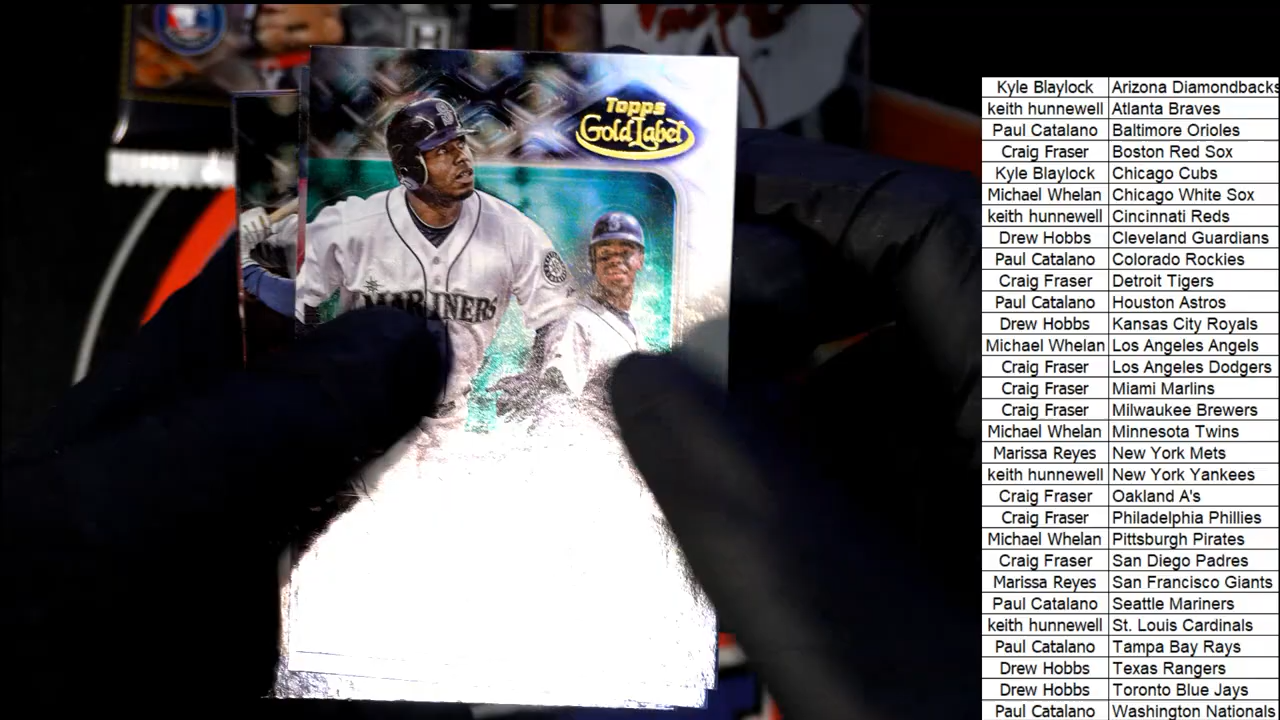 Topps
Gold Label
MARINERS
Kyle Blaylock Arizona Diamondbacks
keith hunnewell Atlanta Braves
Paul Catalano Baltimore Orioles
Craig Fraser Boston Red Sox
Kyle Blaylock Chicago Cubs
Michael Whelan Chicago White Sox
keith hunnewell Cincinnati Reds
Drew Hobbs Cleveland Guardians
Paul Catalano Colorado Rockies
Craig Fraser Detroit Tigers
Paul Catalano Houston Astros
Drew Hobbs Kansas City Royals
Michael Whelan Los Angeles Angels
Craig Fraser Los Angeles Dodgers
Craig Fraser Miami Marlins
Craig Fraser Milwaukee Brewers
Michael Whelan Minnesota Twins
Marissa Reyes New York Mets
keith hunnewell New York Yankees
Craig Fraser Oakland A's
Craig Fraser Philadelphia Phillies
Michael Whelan Pittsburgh Pirates
Craig Fraser San Diego Padres
Marissa Reyes San Francisco Giants
Paul Catalano Seattle Mariners
keith hunnewell St. Louis Cardinals
Paul Catalano Tampa Bay Rays
Drew Hobbs Texas Rangers
Drew Hobbs Toronto Blue Jays
Paul Catalano Washington Nationals